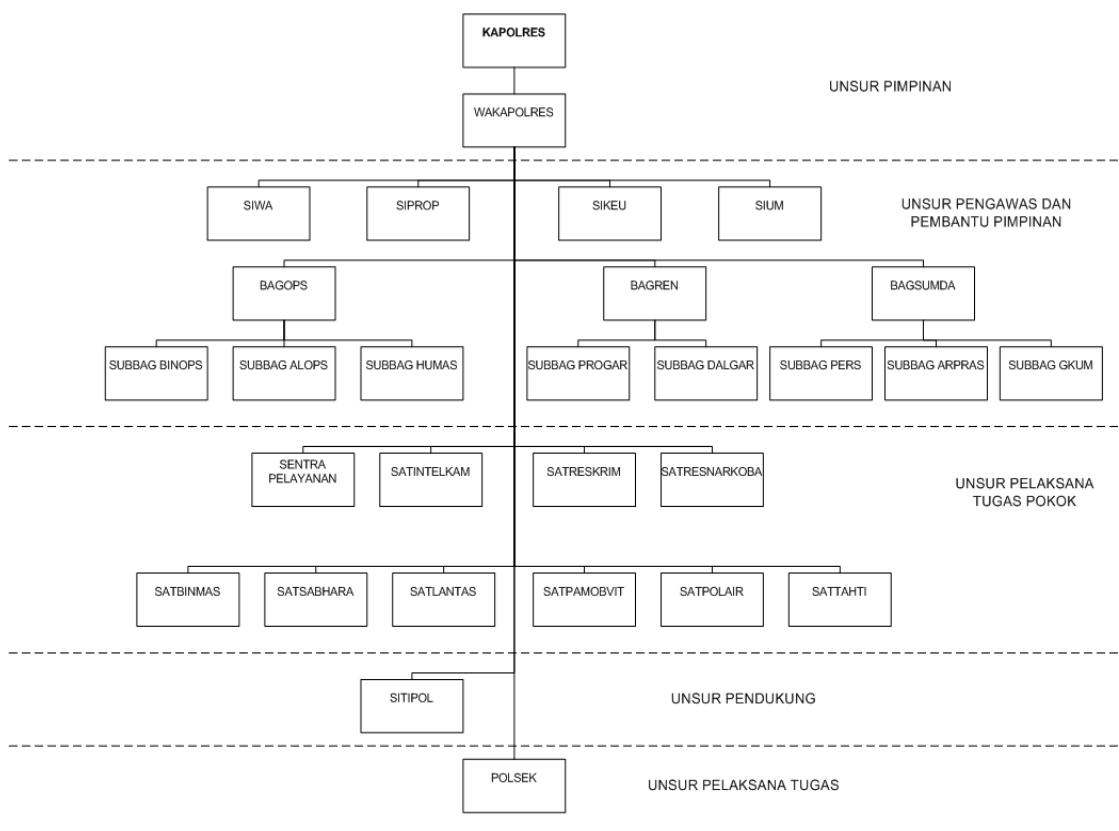 KAPOLRES
UNSUR PIMPINAN
WAKAPOLRES
SIWA
SIPROP
SIKEU
SIUM
UNSUR PENGAWAS DAN
PEMBANTU PIMPINAN
BAGOPS
BAGREN
BAGSUMDA
SUBBAG BINOPS
SUBBAG ALOPS
SUBBAG HUMAS
SUBBAG PROGAR
SUBBAG DALGAR
SUBBAG PERS
SUBBAG ARPRAS
SUBBAG GKUM
SENTRA
PELAYANAN
SATINTELKAM
SATRESKRIM
SATRESNARKOBA
UNSUR PELAKSANA
TUGAS POKOK
SATBINMAS
SATSABHARA
SATLANTAS
SATPAMOBVIT
SATPOLAIR
SATTAHTI
SITIPOL
UNSUR PENDUKUNG
POLSEK
UNSUR PELAKSANA TUGAS